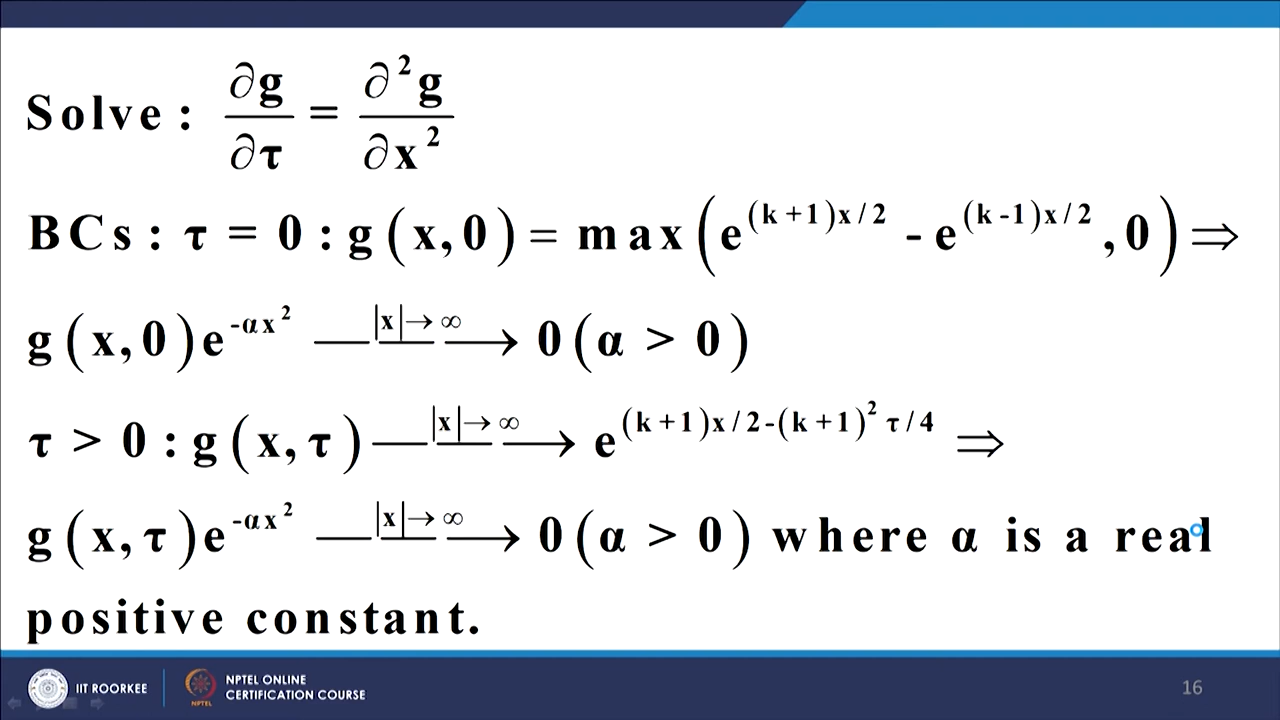 Solve : ∂g/∂τ = ∂²g/∂x²
BCs : τ = 0 : g(x,0) = max(e^{(k+1)x/2} - e^{(k-1)x/2}, 0) ⇒
g(x,0)e^{-αx²} —|x|→∞→ 0 (α > 0)
τ > 0 : g(x,τ) —|x|→∞→ e^{(k+1)x/2-(k+1)²τ/4} ⇒
g(x,τ)e^{-αx²} —|x|→∞→ 0 (α > 0) where α is a real
positive constant.
IIT ROORKEE
NPTEL
NPTEL ONLINE
CERTIFICATION COURSE
16